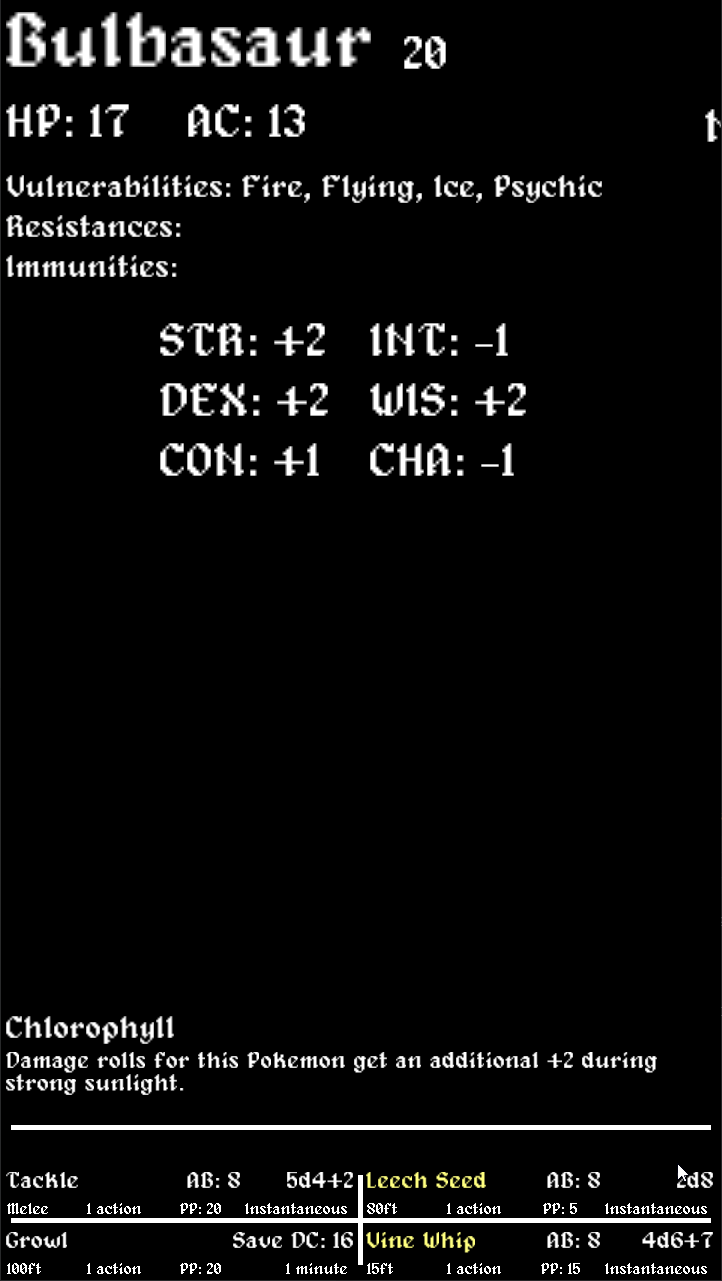 Bulbasaur 20
HP: 17 AC: 13
Vulnerabilities: Fire, Flying, Ice, Psychic
Resistances:
Immunities:
STR: +2 INT: -1
DEX: +2 WIS: +2
CON: +1 CHA: -1
Chlorophyll
Damage rolls for this Pokemon get an additional +2 during
strong sunlight.
Tackle AB: 8 5d4+2
Melee 1 action PP: 20 Instantaneous
Leech Seed AB: 8 2d8
80ft 1 action PP: 5 Instantaneous
Growl Save DC: 16
100ft 1 action PP: 20 1 minute
Vine Whip AB: 8 4d6+7
15ft 1 action PP: 15 Instantaneous